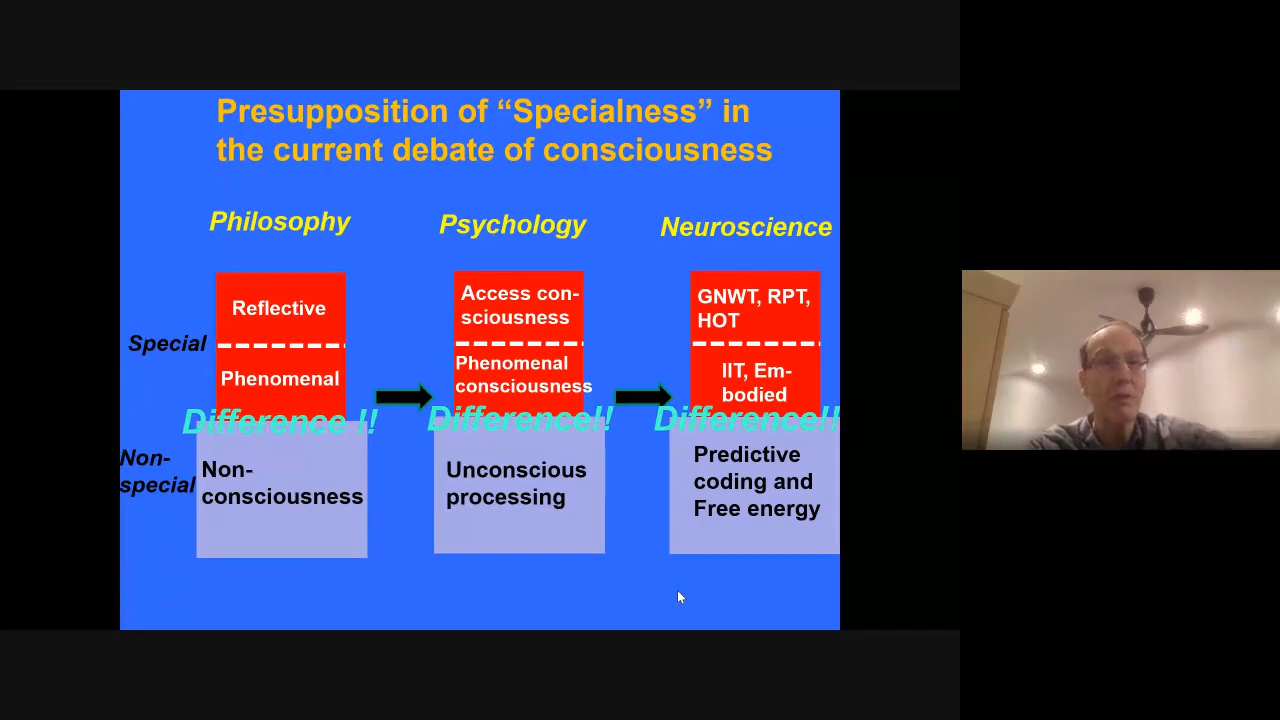 Presupposition of “Specialness” in
the current debate of consciousness
Philosophy
Psychology
Neuroscience
Special
Reflective
Phenomenal
Access con-
sciousness
Phenomenal
consciousness
GNWT, RPT,
HOT
IIT, Em-
bodied
Difference !!
Difference!!
Difference!!
Non-
special
Non-
consciousness
Unconscious
processing
Predictive
coding and
Free energy